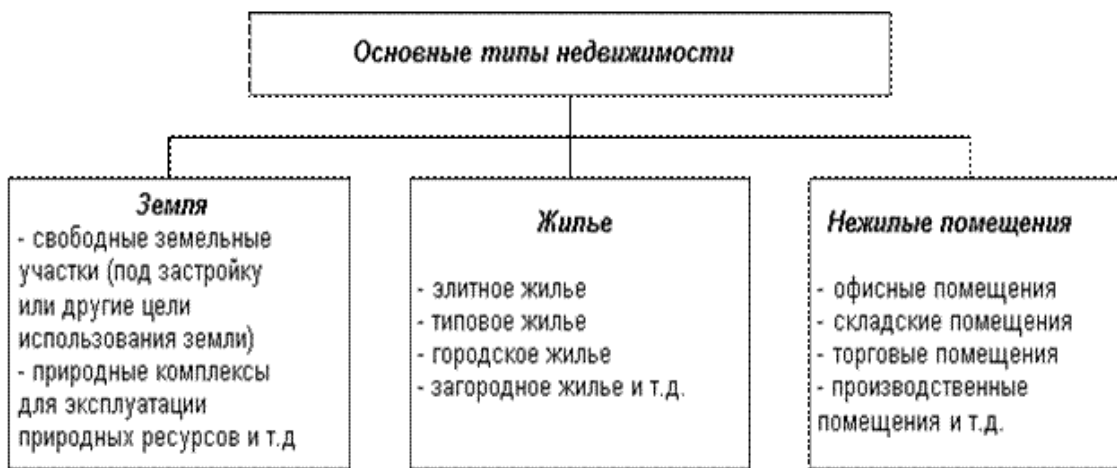 Основные типы недвижимости
Земля
- свободные земельные
участки (под застройку
или другие цели
использования земли)
- природные комплексы
для эксплуатации
природных ресурсов и т.д
Жилье
- элитное жилье
- типовое жилье
- городское жилье
- загородное жилье и т.д.
Нежилые помещения
- офисные помещения
- складские помещения
- торговые помещения
- производственные
помещения и т.д.